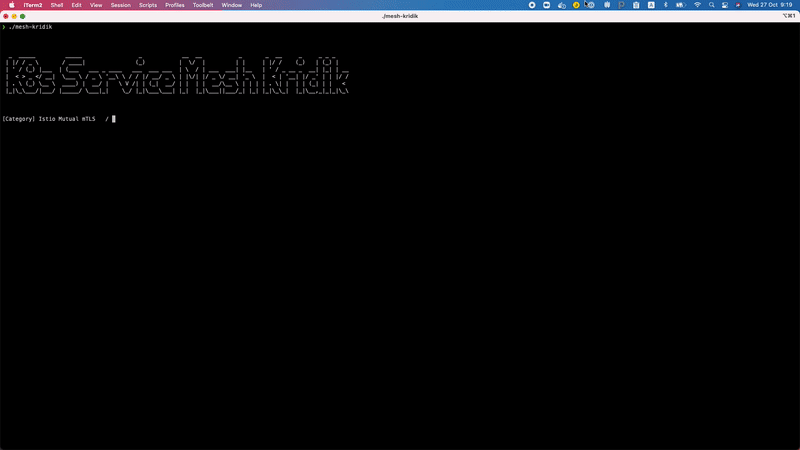 iTerm2 Shell Edit View Session Scripts Profiles Toolbelt Window Help Wed 27 Oct 9:19
./mesh-kridik ⌥⌘1
❯ ./mesh-kridik
K8s Service Mesh Kridik
[Category] Istio Mutual mTLS /